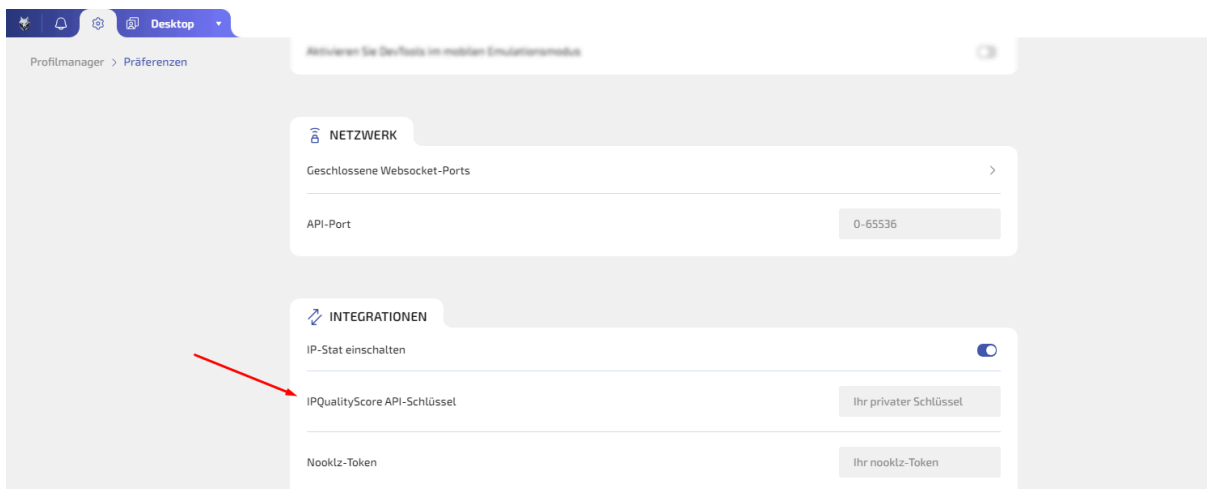 Desktop
Profilmanager > Präferenzen
Aktivieren Sie DevTools im mobilen Emulationsmodus
NETZWERK
Geschlossene Websocket-Ports
API-Port
0-65536
INTEGRATIONEN
IP-Stat einschalten
IPQualityScore API-Schlüssel
Ihr privater Schlüssel
Nooklz-Token
Ihr nooklz-Token